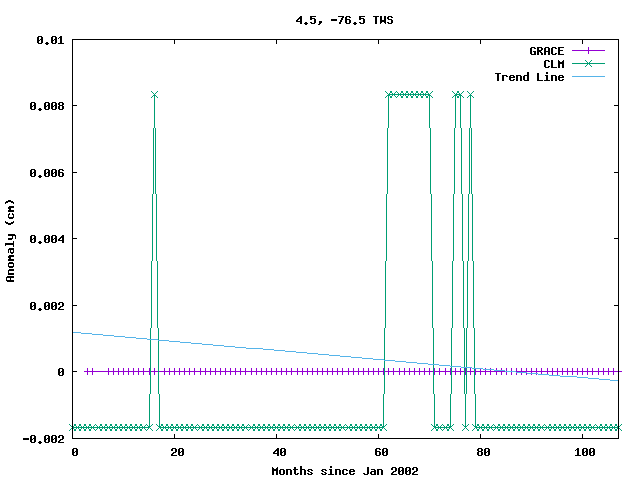 4.5, -76.5 TWS
GRACE
CLM
Trend Line
0.01
0.008
0.006
0.004
0.002
0
-0.002
Anomaly (cm)
0 20 40 60 80 100
Months since Jan 2002